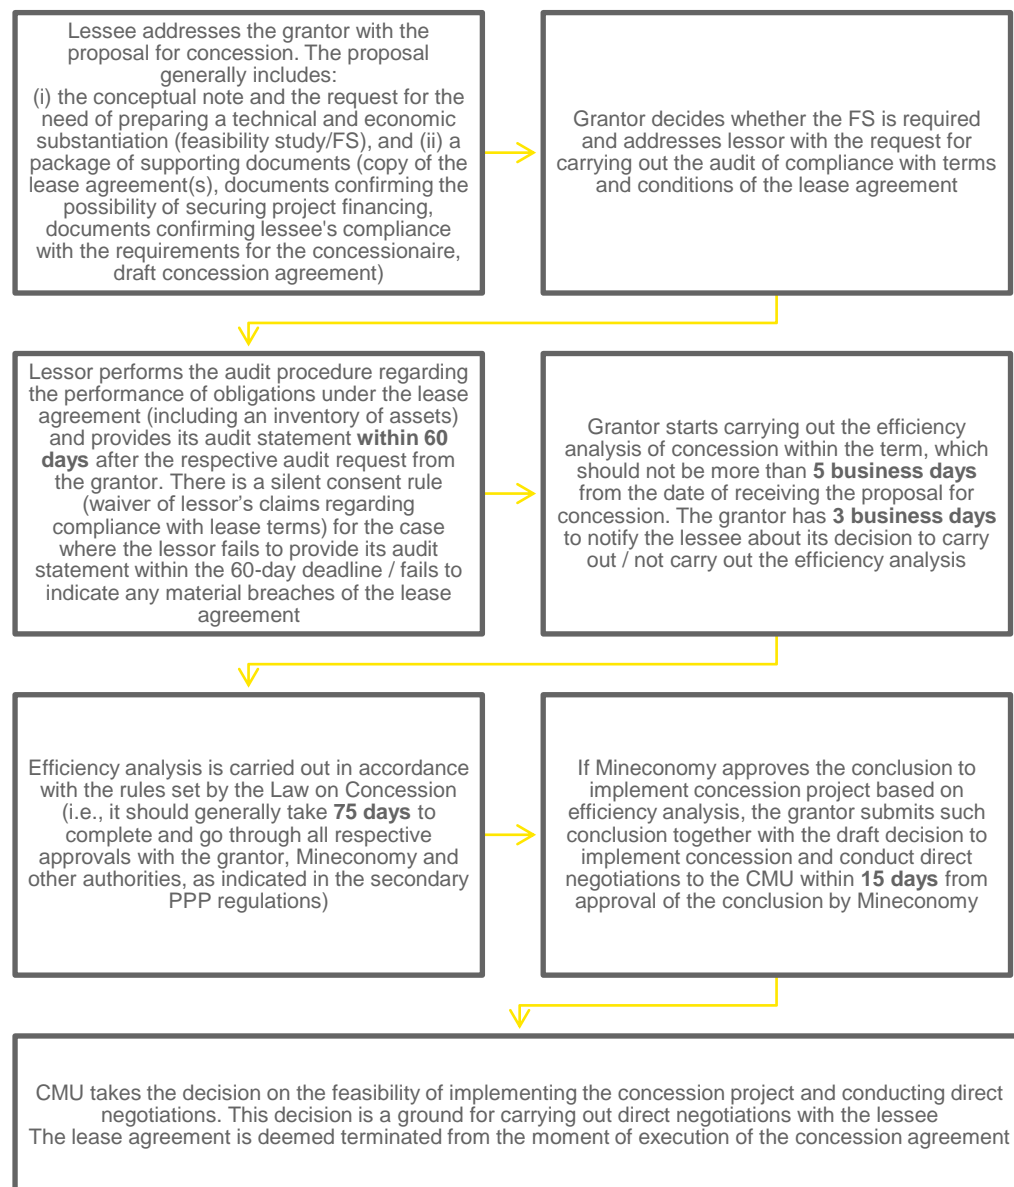 Lessee addresses the grantor with the
proposal for concession. The proposal
generally includes:
(i) the conceptual note and the request for the
need of preparing a technical and economic
substantiation (feasibility study/FS), and (ii) a
package of supporting documents (copy of the
lease agreement(s), documents confirming the
possibility of securing project financing,
documents confirming lessee's compliance
with the requirements for the concessionaire,
draft concession agreement)
Grantor decides whether the FS is required
and addresses lessor with the request for
carrying out the audit of compliance with terms
and conditions of the lease agreement
Lessor performs the audit procedure regarding
the performance of obligations under the lease
agreement (including an inventory of assets)
and provides its audit statement within 60
days after the respective audit request from
the grantor. There is a silent consent rule
(waiver of lessor’s claims regarding
compliance with lease terms) for the case
where the lessor fails to provide its audit
statement within the 60-day deadline / fails to
indicate any material breaches of the lease
agreement
Grantor starts carrying out the efficiency
analysis of concession within the term, which
should not be more than 5 business days
from the date of receiving the proposal for
concession. The grantor has 3 business days
to notify the lessee about its decision to carry
out / not carry out the efficiency analysis
Efficiency analysis is carried out in accordance
with the rules set by the Law on Concession
(i.e., it should generally take 75 days to
complete and go through all respective
approvals with the grantor, Mineconomy and
other authorities, as indicated in the secondary
PPP regulations)
If Mineconomy approves the conclusion to
implement concession project based on
efficiency analysis, the grantor submits such
conclusion together with the draft decision to
implement concession and conduct direct
negotiations to the CMU within 15 days from
approval of the conclusion by Mineconomy
CMU takes the decision on the feasibility of implementing the concession project and conducting direct
negotiations. This decision is a ground for carrying out direct negotiations with the lessee
The lease agreement is deemed terminated from the moment of execution of the concession agreement